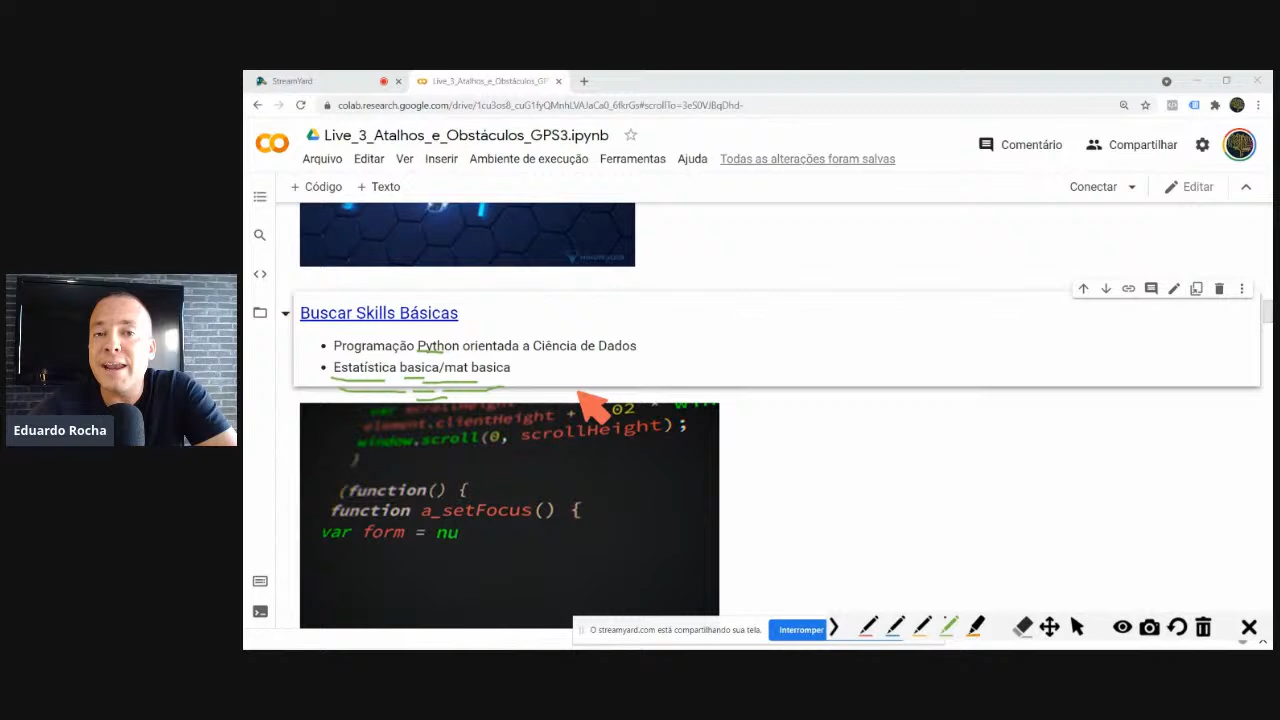 StreamYard
Live_3_Atalhos_e_Obstáculos_GP
colab.research.google.com/drive/1cu3os8_cuG1fyQMnhLVAJaCa0_6fkrGs#scrollTo=3eS0VJBqDhd-
Live_3_Atalhos_e_Obstáculos_GPS3.ipynb
Comentário
Compartilhar
Arquivo Editar Ver Inserir Ambiente de execução Ferramentas Ajuda Todas as alterações foram salvas
+ Código + Texto
Conectar
Editar
Buscar Skills Básicas
Programação Python orientada a Ciência de Dados
Estatística basica/mat basica
element.clientHeight + 02
window.scroll(0, scrollHeight);
)
(function() {
function a_setFocus() {
var form = nu
Eduardo Rocha
O streamyard.com está compartilhando sua tela.
Interromper